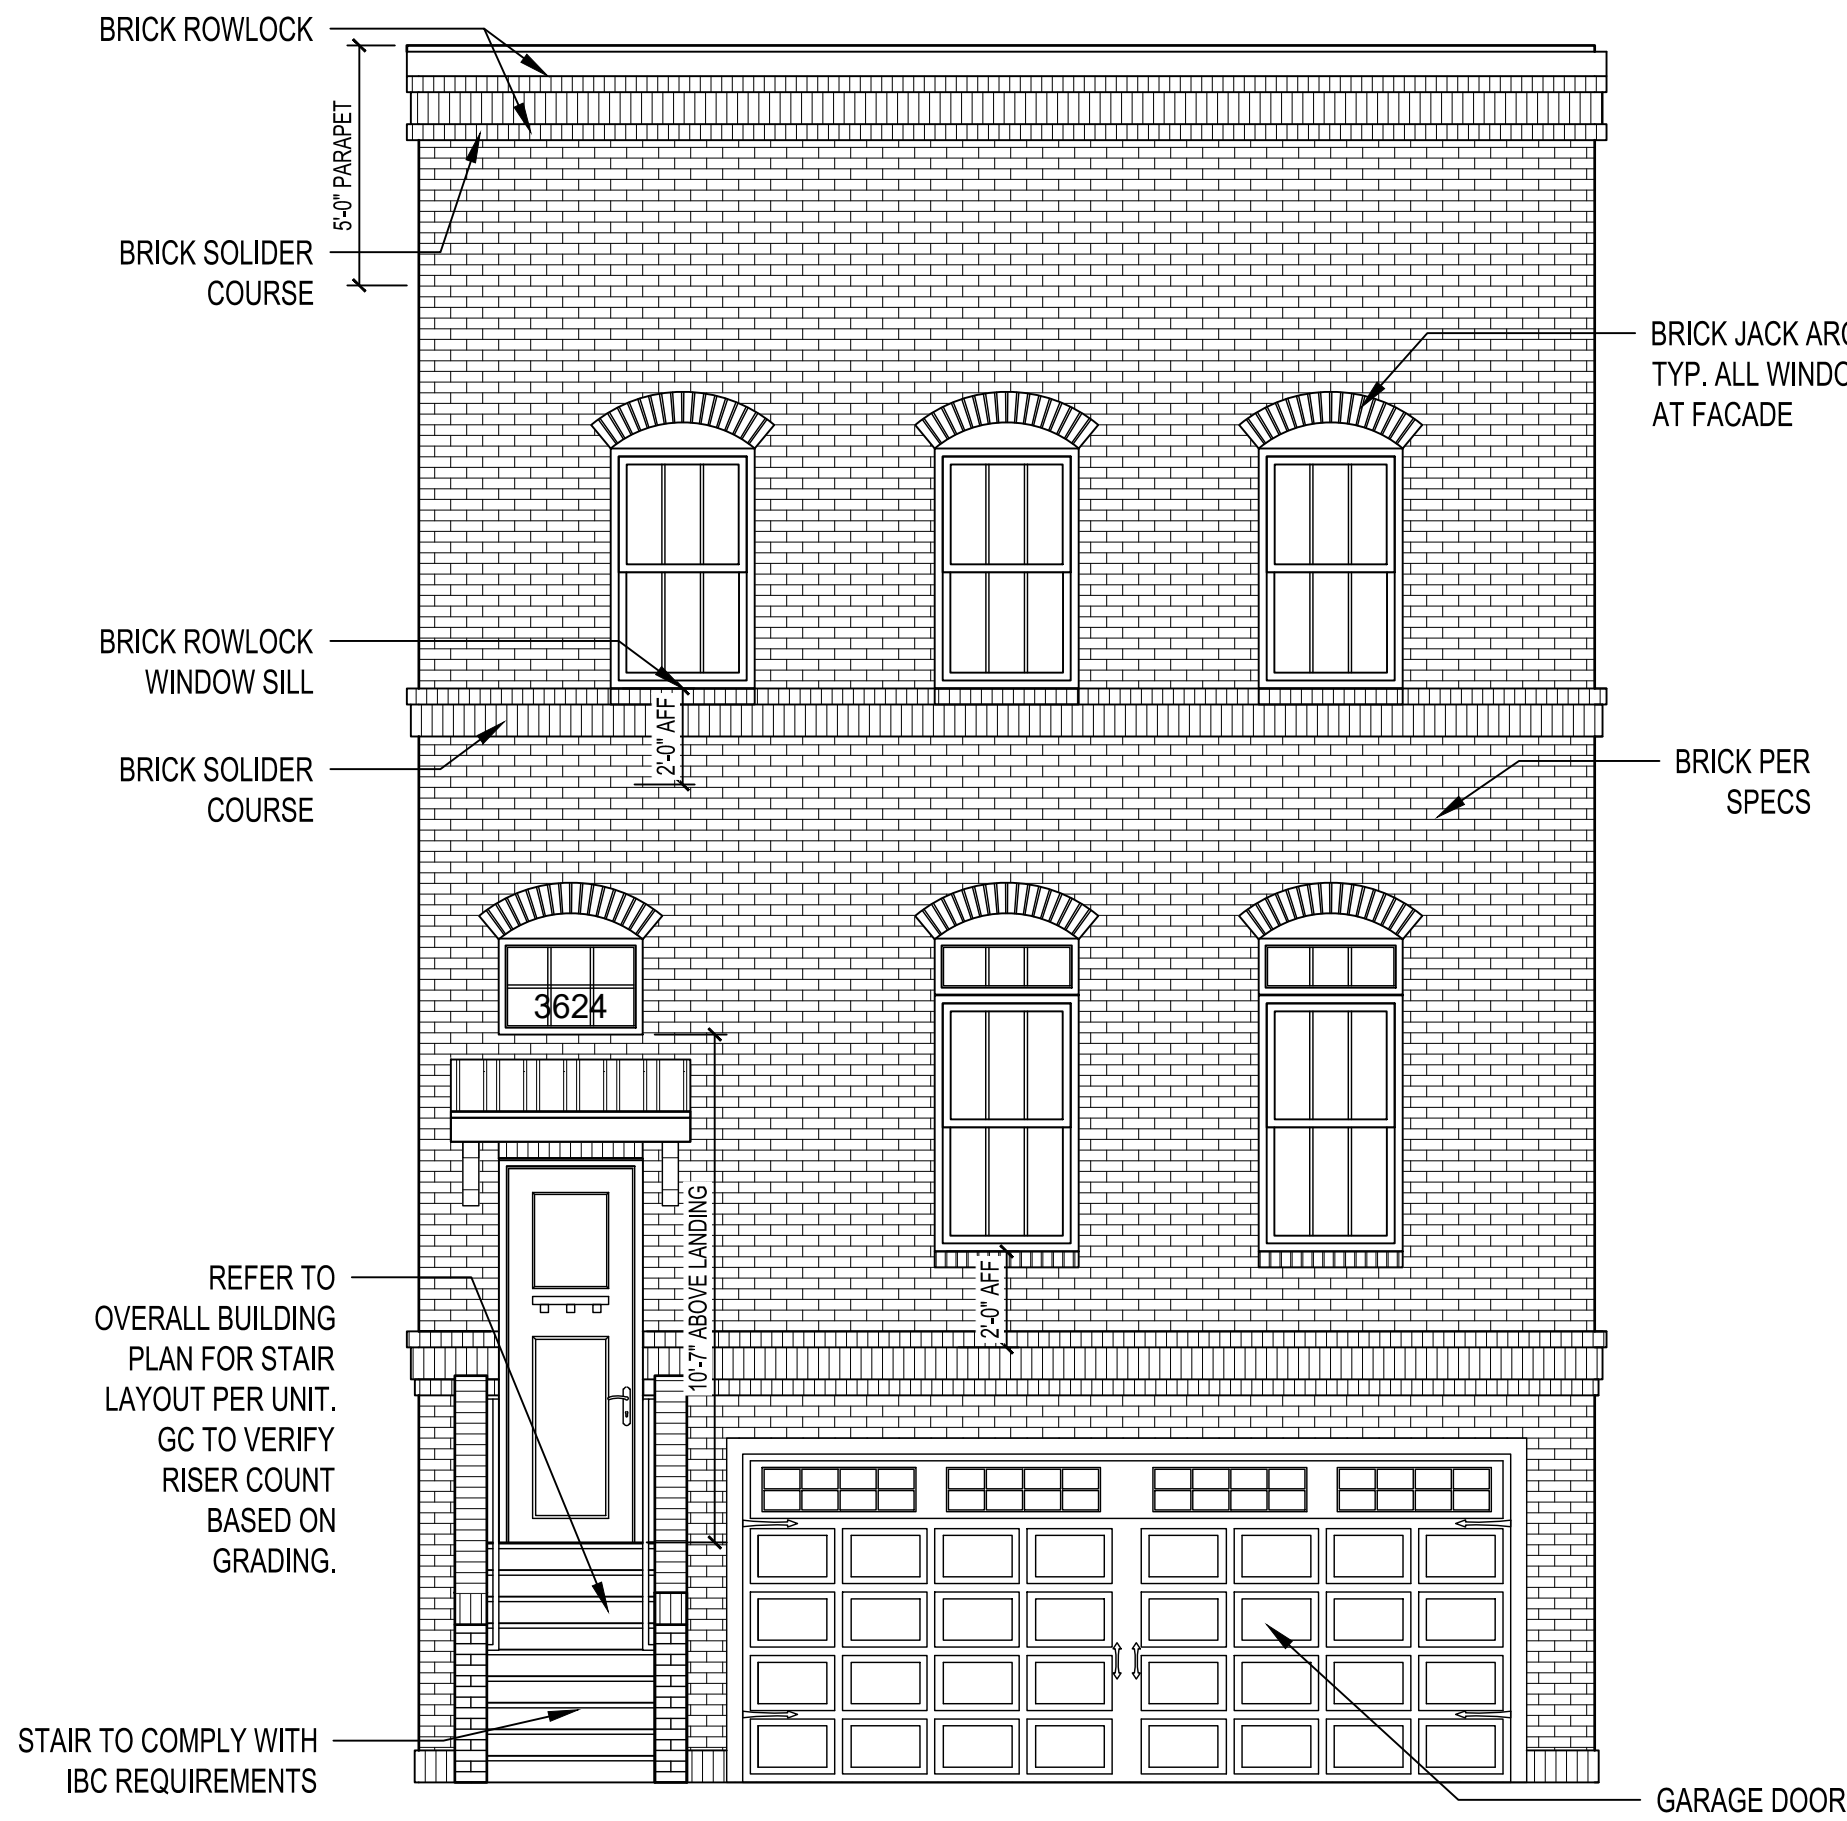 BRICK ROWLOCK
5'-0" PARAPET
BRICK SOLIDER
COURSE
BRICK JACK
TYP. ALL
AT FACADE
BRICK ROWLOCK
WINDOW SILL
2'-0" AFF
BRICK SOLIDER
COURSE
BRICK PER
SPECS
3624
10'-7" ABOVE LANDING
2'-0" AFF
REFER TO
OVERALL BUILDING
PLAN FOR STAIR
LAYOUT PER UNIT.
GC TO VERIFY
RISER COUNT
BASED ON
GRADING.
STAIR TO COMPLY WITH
IBC REQUIREMENTS
GARAGE DOOR